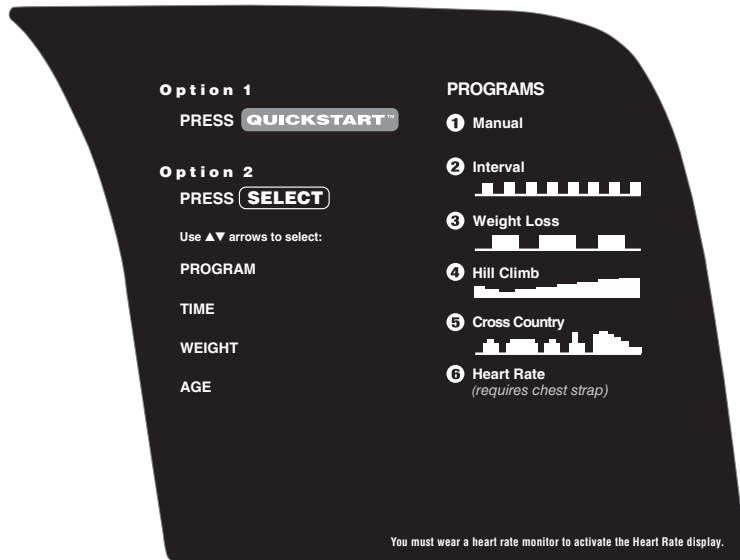 Option 1
PRESS QUICKSTART™
Option 2
PRESS SELECT
Use ▲▼ arrows to select:
PROGRAM
TIME
WEIGHT
AGE
PROGRAMS
1 Manual
2 Interval
3 Weight Loss
4 Hill Climb
5 Cross Country
6 Heart Rate
(requires chest strap)
You must wear a heart rate monitor to activate the Heart Rate display.